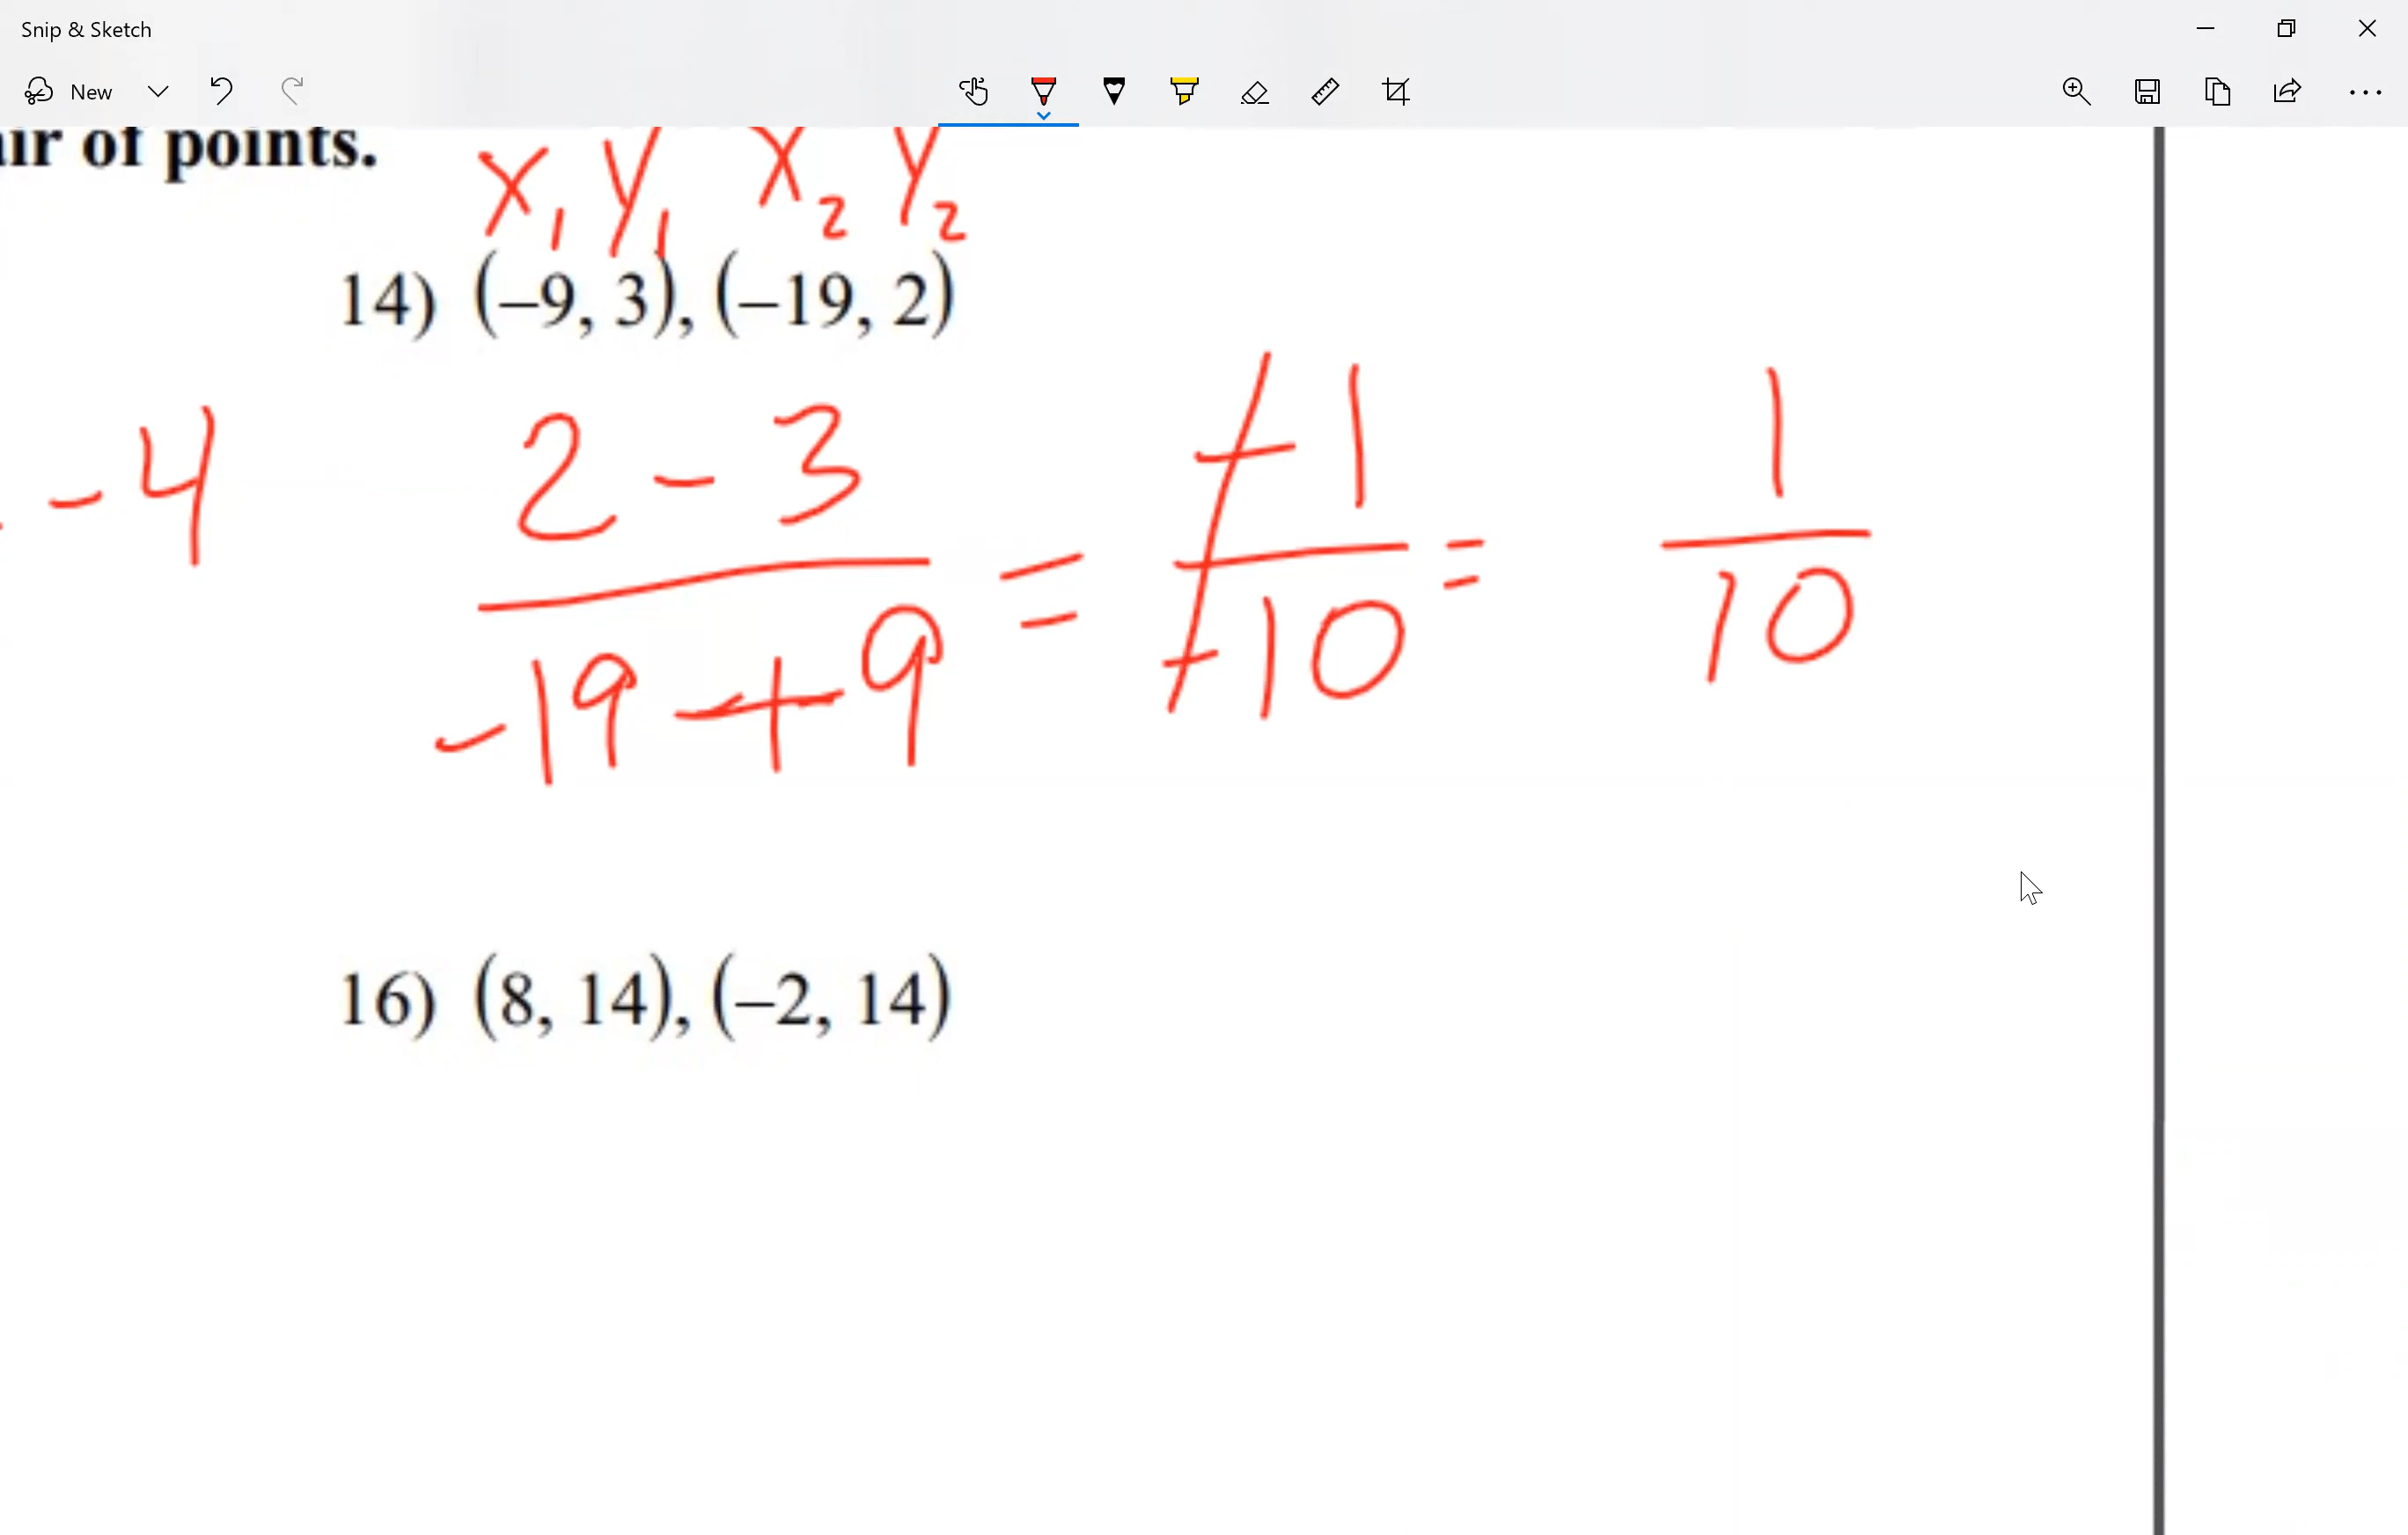 Snip & Sketch
New
air of points.
x₁ y₁ x₂ y₂
14) (−9, 3), (−19, 2)
-4
2 - 3 = -1 = 1
-19 + 9 -10 10
16) (8, 14), (−2, 14)